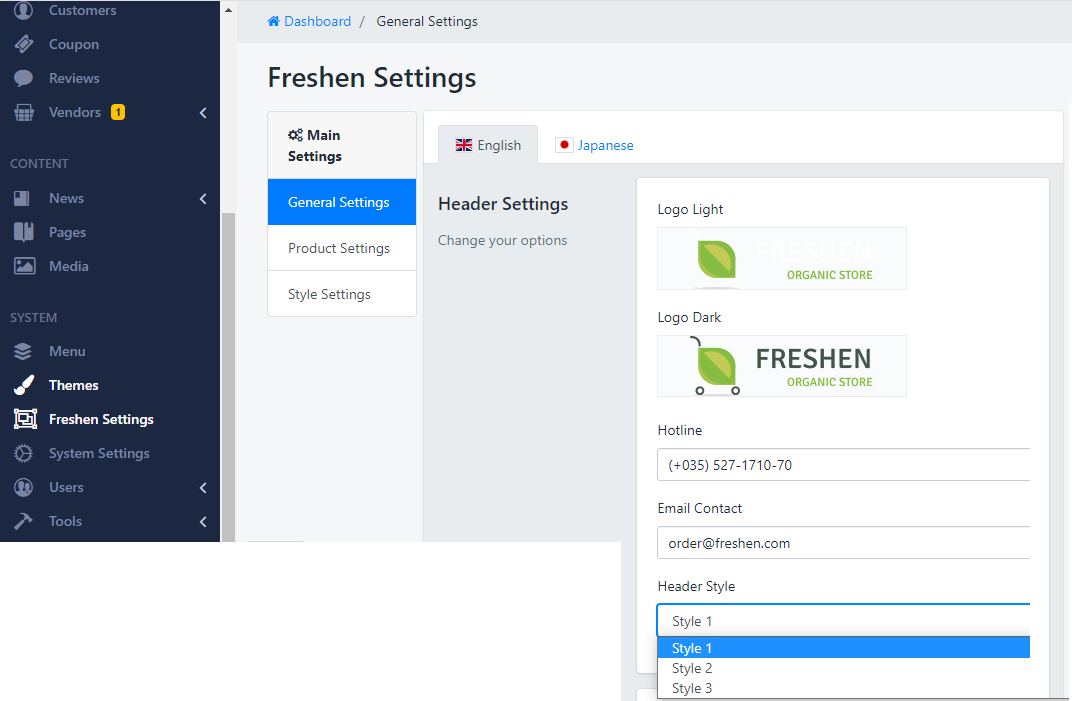 Customers
Coupon
Reviews
Vendors 1
CONTENT
News
Pages
Media
SYSTEM
Menu
Themes
Freshen Settings
System Settings
Users
Tools
Dashboard / General Settings
Freshen Settings
Main
Settings
General Settings
Product Settings
Style Settings
English Japanese
Header Settings
Change your options
Logo Light
FRESHEN
ORGANIC STORE
Logo Dark
FRESHEN
ORGANIC STORE
Hotline
(+035) 527-1710-70
Email Contact
order@freshen.com
Header Style
Style 1
Style 1
Style 2
Style 3